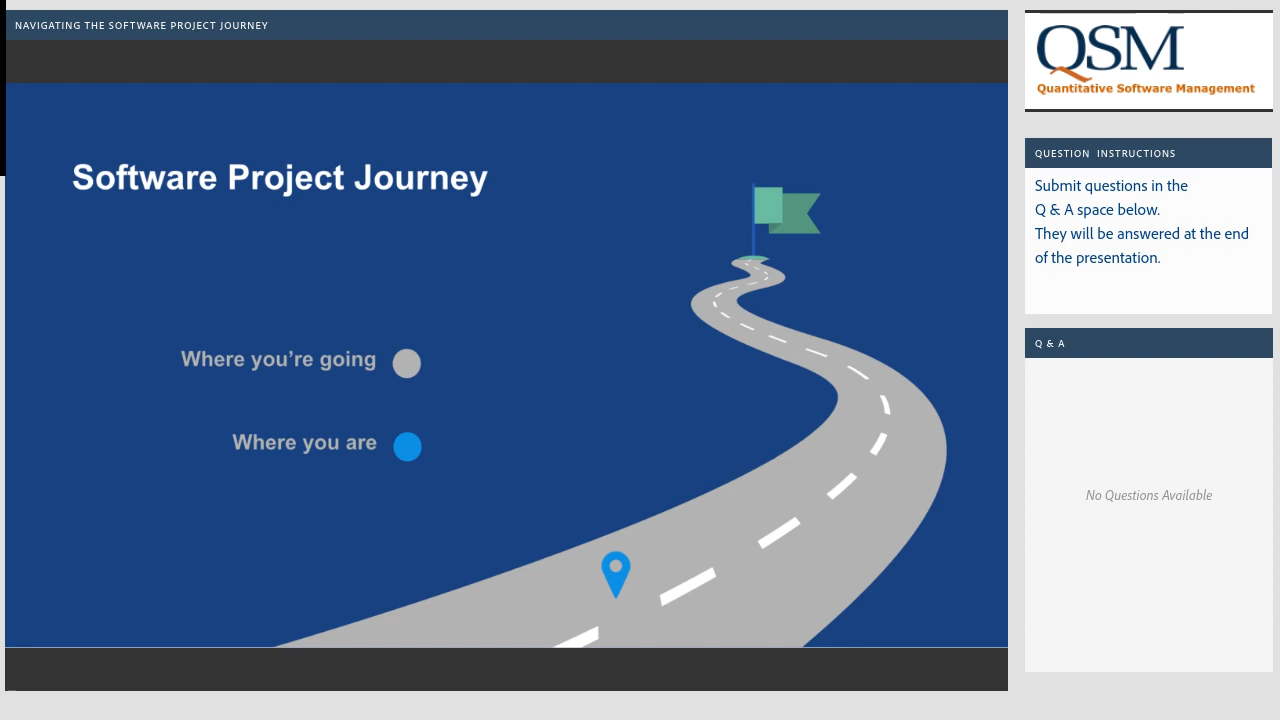 NAVIGATING THE SOFTWARE PROJECT JOURNEY
Software Project Journey
Where you’re going
Where you are
QSM
Quantitative Software Management
QUESTION INSTRUCTIONS
Submit questions in the
Q & A space below.
They will be answered at the end
of the presentation.
Q & A
No Questions Available